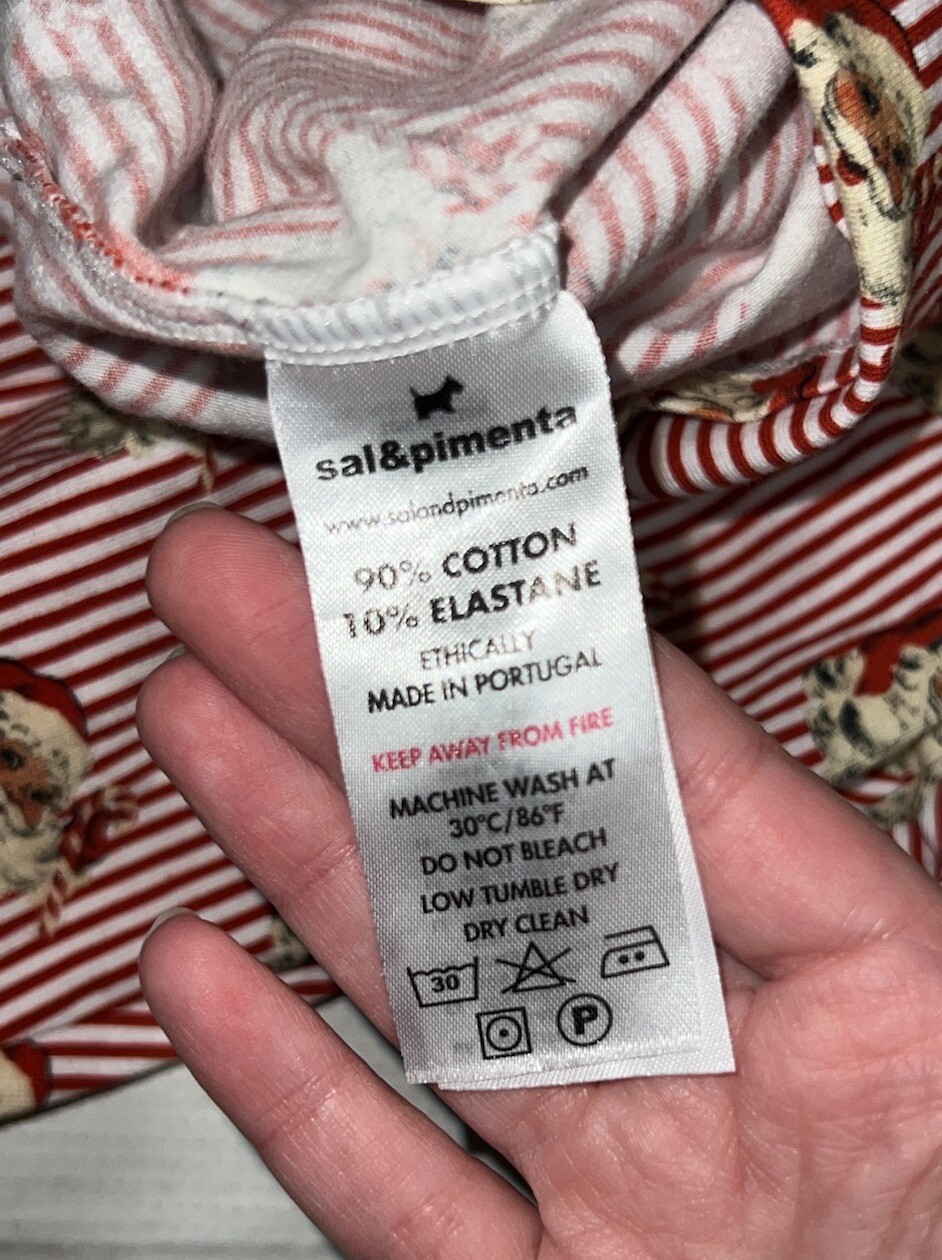 sal&pimenta
www.salandpimenta.com
90% COTTON
10% ELASTANE
ETHICALLY
MADE IN PORTUGAL
KEEP AWAY FROM FIRE
MACHINE WASH AT
30°C/86°F
DO NOT BLEACH
LOW TUMBLE DRY
DRY CLEAN
30
P